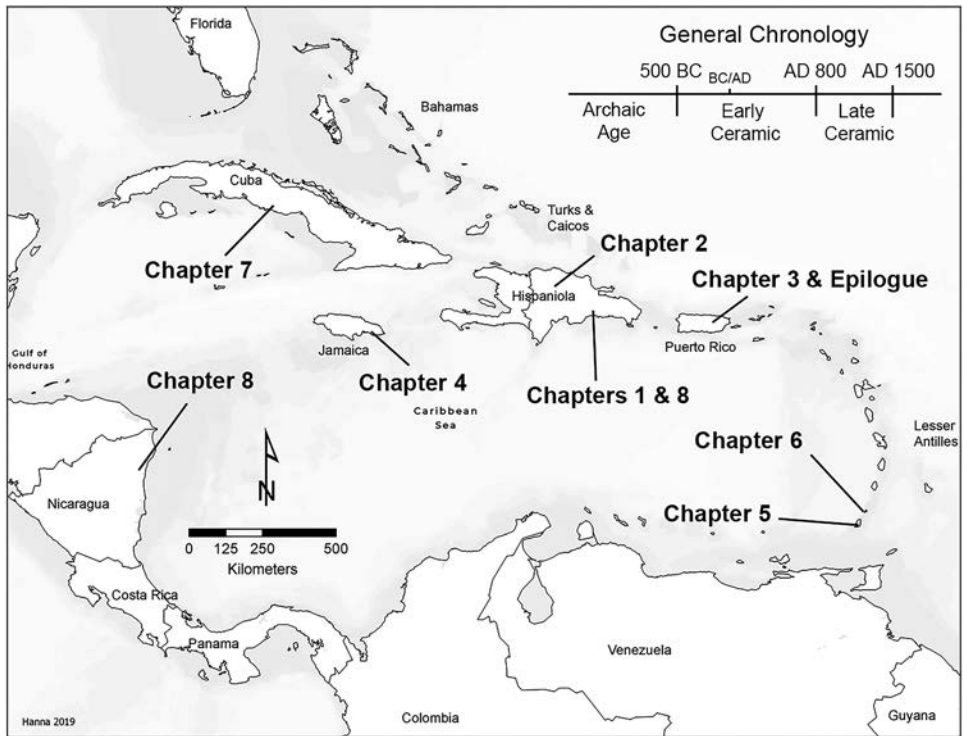 Florida
General Chronology
500 BC BC/AD AD 800 AD 1500
Archaic Age
Early Ceramic
Late Ceramic
Bahamas
Cuba
Turks &
Caicos
Chapter 2
Chapter 7
Hispaniola
Chapter 3 & Epilogue
Jamaica
Puerto Rico
Gulf of
Honduras
Chapter 8
Chapter 4
Chapters 1 & 8
Caribbean
Sea
Lesser
Antilles
Chapter 6
N
Nicaragua
Chapter 5
0 125 250 500
Kilometers
Costa Rica
Panama
Venezuela
Hanna 2019
Colombia
Guyana